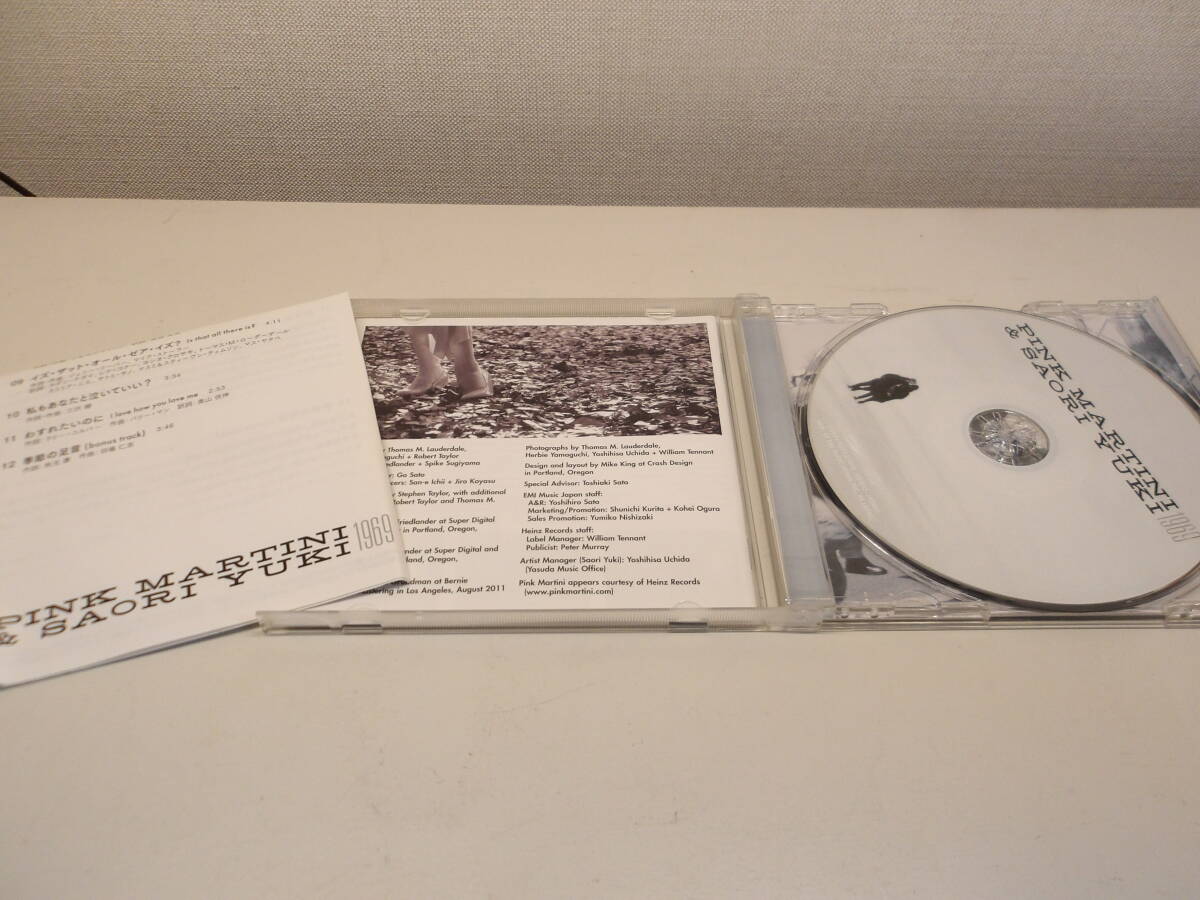 09 イズ・ザット・オール・ゼア・イズ? is that all there is? 4:11
10 私もあなたと泣いていい? 3:54
11 わすれたいのに I love how you love me 2:53
12 季節の足音 (bonus track) 3:46
PINK MARTINI
& SAORI YUKI 1969
Thomas M. Lauderdale,
+ Robert Taylor
+ Spike Sugiyama
Go Sato
San-e Ichii + Jiro Koyasu
Stephen Taylor, with additional
Robert Taylor and Thomas M.
at Super Digital
in Portland, Oregon,
at Super Digital and
Oregon,
at Bernie
in Los Angeles, August 2011
Photographs by Thomas M. Lauderdale,
Herbie Yamaguchi, Yoshihisa Uchida + William Tennant
Design and layout by Mike King at Crash Design
in Portland, Oregon
Special Advisor: Toshiaki Sato
EMI Music Japan staff:
A&R: Yoshihiro Sato
Marketing/Promotion: Shunichi Kurita + Kohei Ogura
Sales Promotion: Yumiko Nishizaki
Heinz Records staff:
Label Manager: William Tennant
Publicist: Peter Murray
Artist Manager (Saori Yuki): Yoshihisa Uchida
(Yasuda Music Office)
Pink Martini appears courtesy of Heinz Records
(www.pinkmartini.com)
PINK MARTINI
& SAORI YUKI 1969